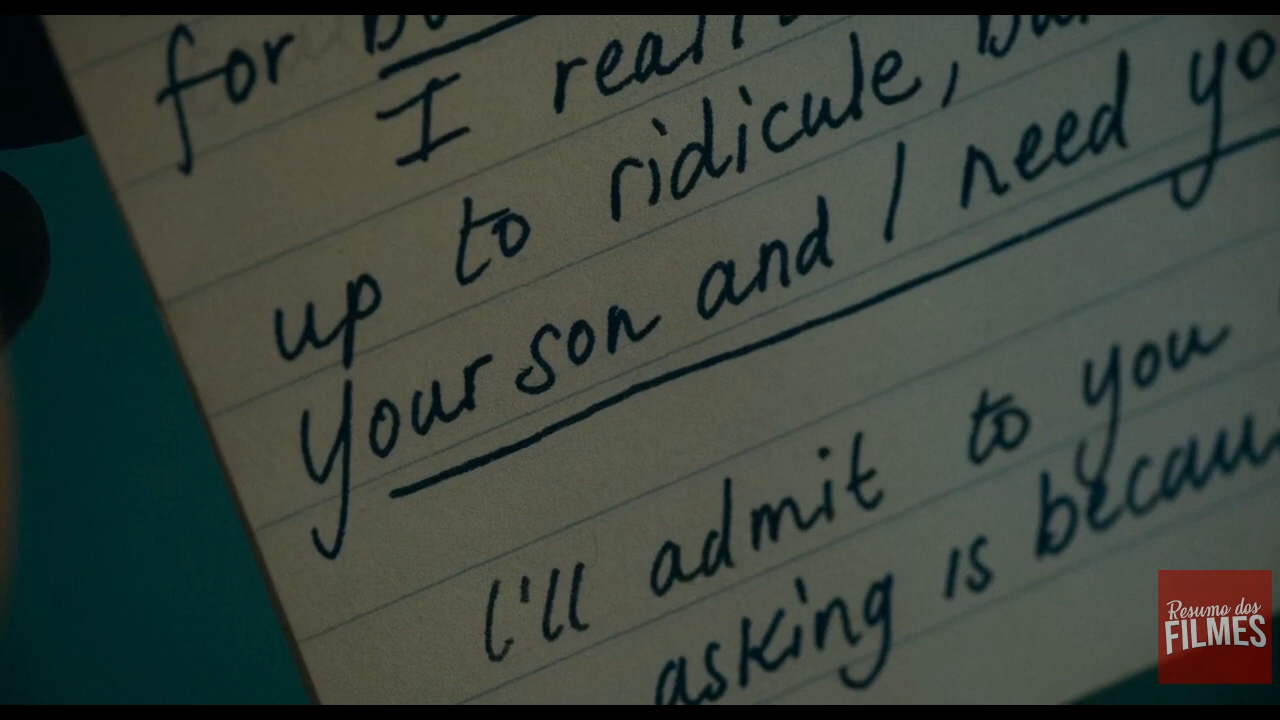 for
I
up to ridicule,
your son and I need
I'll admit to you
asking is
Resumo dos
FILMES